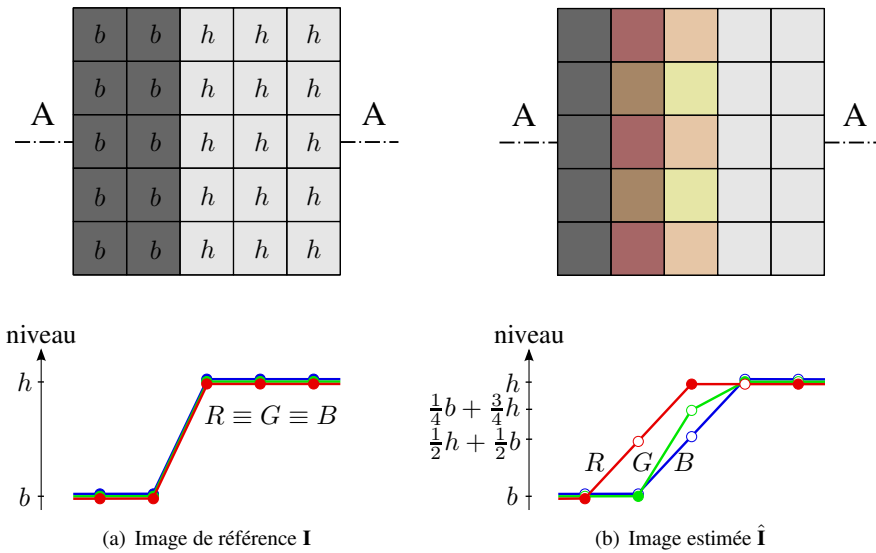 b b h h h
b b h h h
A b b h h h A
b b h h h
b b h h h
A A
niveau
h
R ≡ G ≡ B
b
(a) Image de référence I
niveau
h
1/4 b + 3/4 h
1/2 h + 1/2 b
R G B
b
(b) Image estimée Î